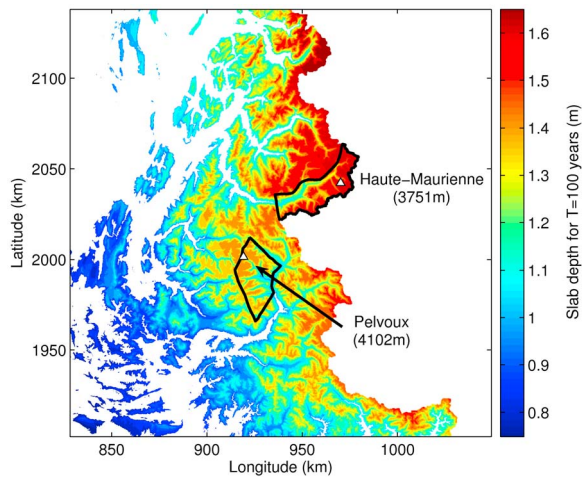 2100
2050
2000
1950
Latitude (km)
850
900
950
1000
Longitude (km)
Haute−Maurienne
(3751m)
Pelvoux
(4102m)
1.6
1.5
1.4
1.3
1.2
1.1
1
0.9
0.8
Slab depth for T=100 years (m)